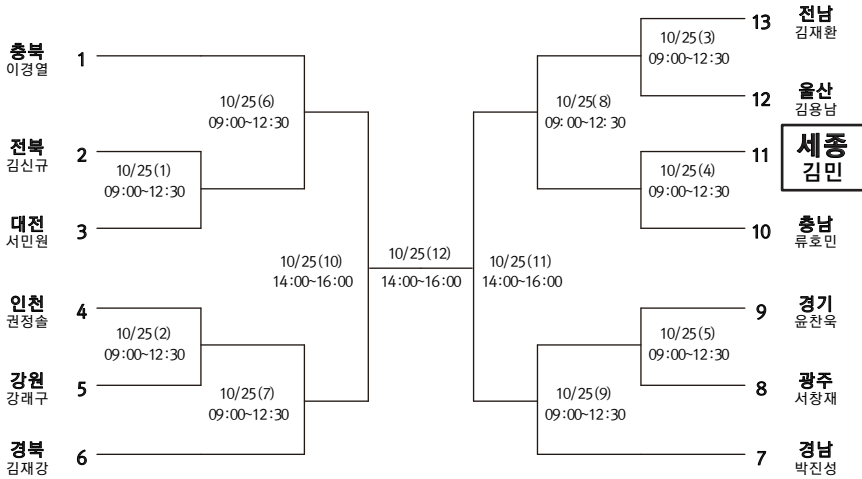 충북
이경열
1
전북
김신규
2
대전
서민원
3
인천
권정솔
4
강원
강래구
5
경북
김재강
6
10/25(6)
09:00~12:30
10/25(1)
09:00~12:30
10/25(2)
09:00~12:30
10/25(7)
09:00~12:30
10/25(10)
14:00~16:00
10/25(12)
14:00~16:00
10/25(11)
14:00~16:00
10/25(3)
09:00~12:30
10/25(8)
09:00~12:30
10/25(4)
09:00~12:30
10/25(5)
09:00~12:30
10/25(9)
09:00~12:30
13
전남
김재환
12
울산
김용남
11
세종
김민
10
충남
류호민
9
경기
윤찬욱
8
광주
서창재
7
경남
박진성